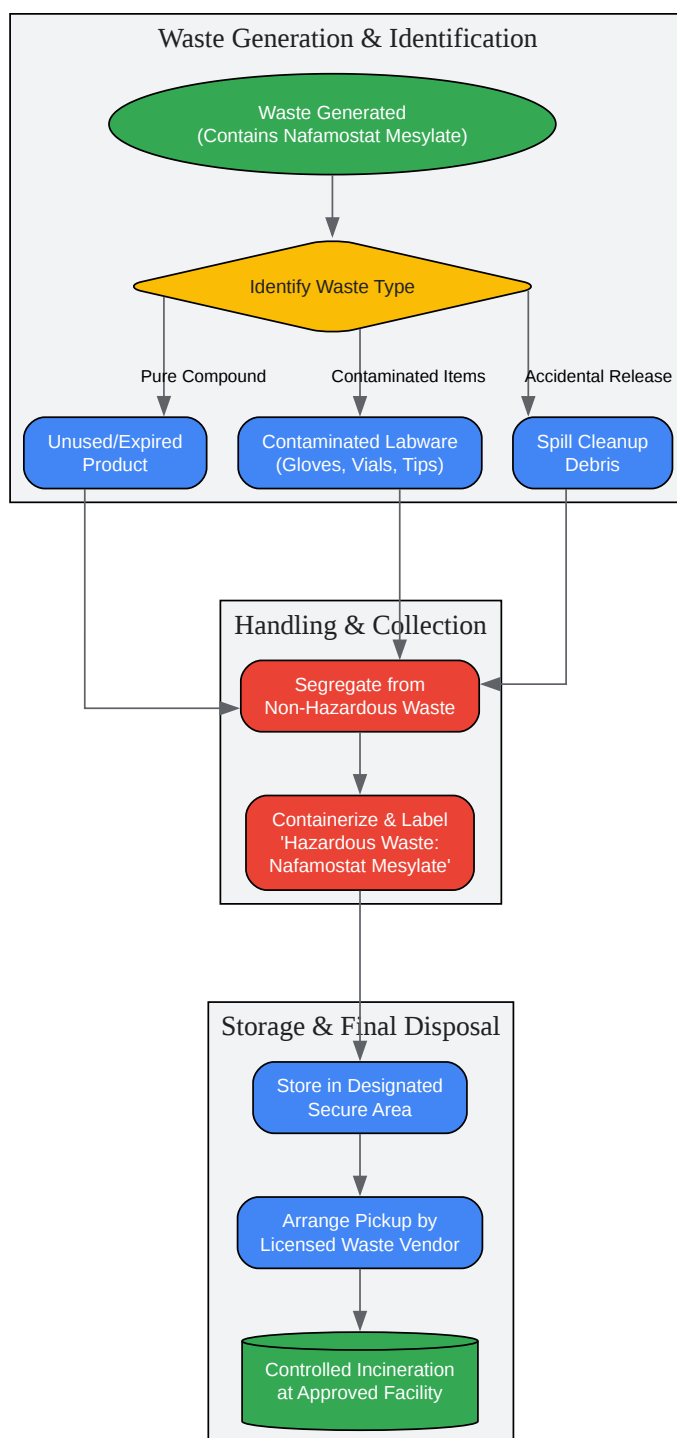 Waste Generation & Identification
Waste Generated
(Contains Nafamostat Mesylate)
Identify Waste Type
Pure Compound
Contaminated Items
Accidental Release
Unused/Expired
Product
Contaminated Labware
(Gloves, Vials, Tips)
Spill Cleanup
Debris
Handling & Collection
Segregate from
Non-Hazardous Waste
Containerize & Label
'Hazardous Waste:
Nafamostat Mesylate'
Storage & Final Disposal
Store in Designated
Secure Area
Arrange Pickup by
Licensed Waste Vendor
Controlled Incineration
at Approved Facility